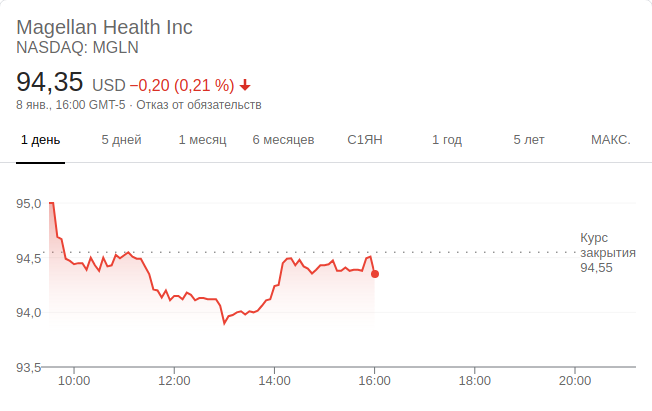 Magellan Health Inc
NASDAQ: MGLN
94,35 USD −0,20 (0,21 %)
8 янв., 16:00 GMT-5 · Отказ от обязательств
1 день 5 дней 1 месяц 6 месяцев С1ЯН 1 год 5 лет МАКС.
95,0
94,5
94,0
93,5
Курс
закрытия
94,55
10:00 12:00 14:00 16:00 18:00 20:00